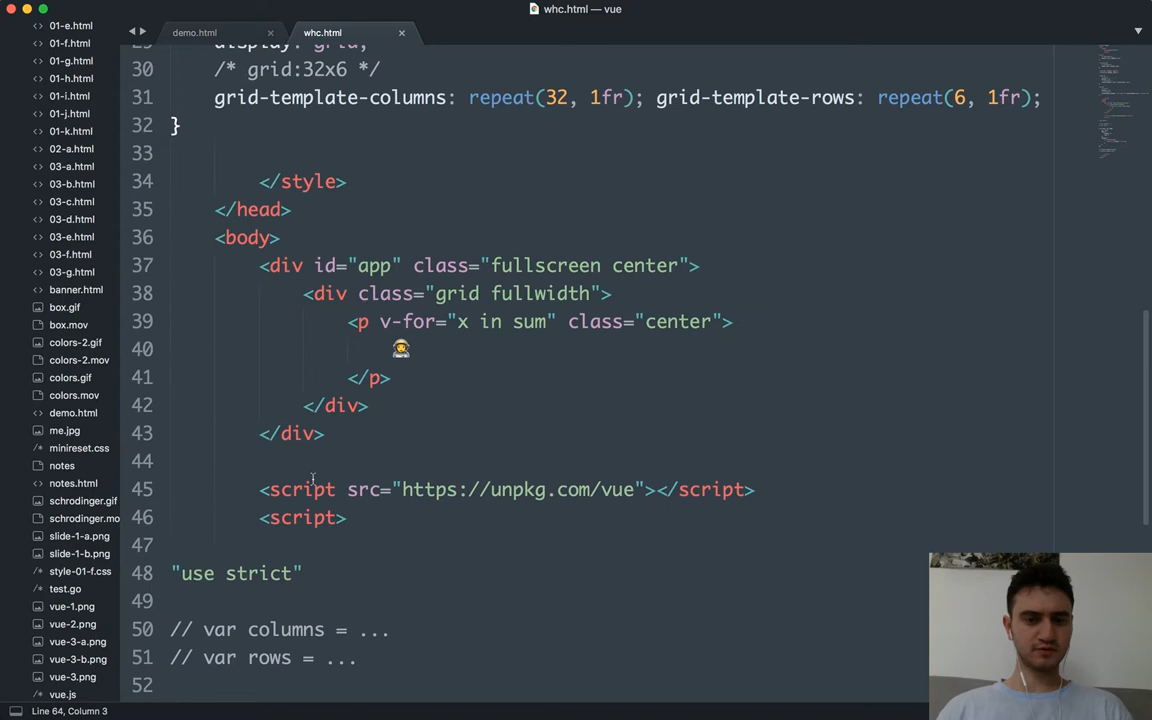 whc.html — vue
01-e.html
01-f.html
01-g.html
01-h.html
01-i.html
01-j.html
01-k.html
02-a.html
03-a.html
03-b.html
03-c.html
03-d.html
03-e.html
03-f.html
03-g.html
banner.html
box.gif
box.mov
colors-2.gif
colors-2.mov
colors.gif
colors.mov
demo.html
me.jpg
minireset.css
notes
notes.html
schrodinger.gif
schrodinger.mo
slide-1-a.png
slide-1-b.png
style-01-f.css
test.go
vue-1.png
vue-2.png
vue-3-a.png
vue-3-b.png
vue-3.png
vue.js
demo.html
whc.html
29 display: grid;
30 /* grid:32x6 */
31 grid-template-columns: repeat(32, 1fr); grid-template-rows: repeat(6, 1fr);
32 }
33
34 </style>
35 </head>
36 <body>
37 <div id="app" class="fullscreen center">
38 <div class="grid fullwidth">
39 <p v-for="x in sum" class="center">
40 👩‍🚀
41 </p>
42 </div>
43 </div>
44
45 <script src="https://unpkg.com/vue"></script>
46 <script>
47
48 "use strict"
49
50 // var columns = ...
51 // var rows = ...
52
Line 64, Column 3